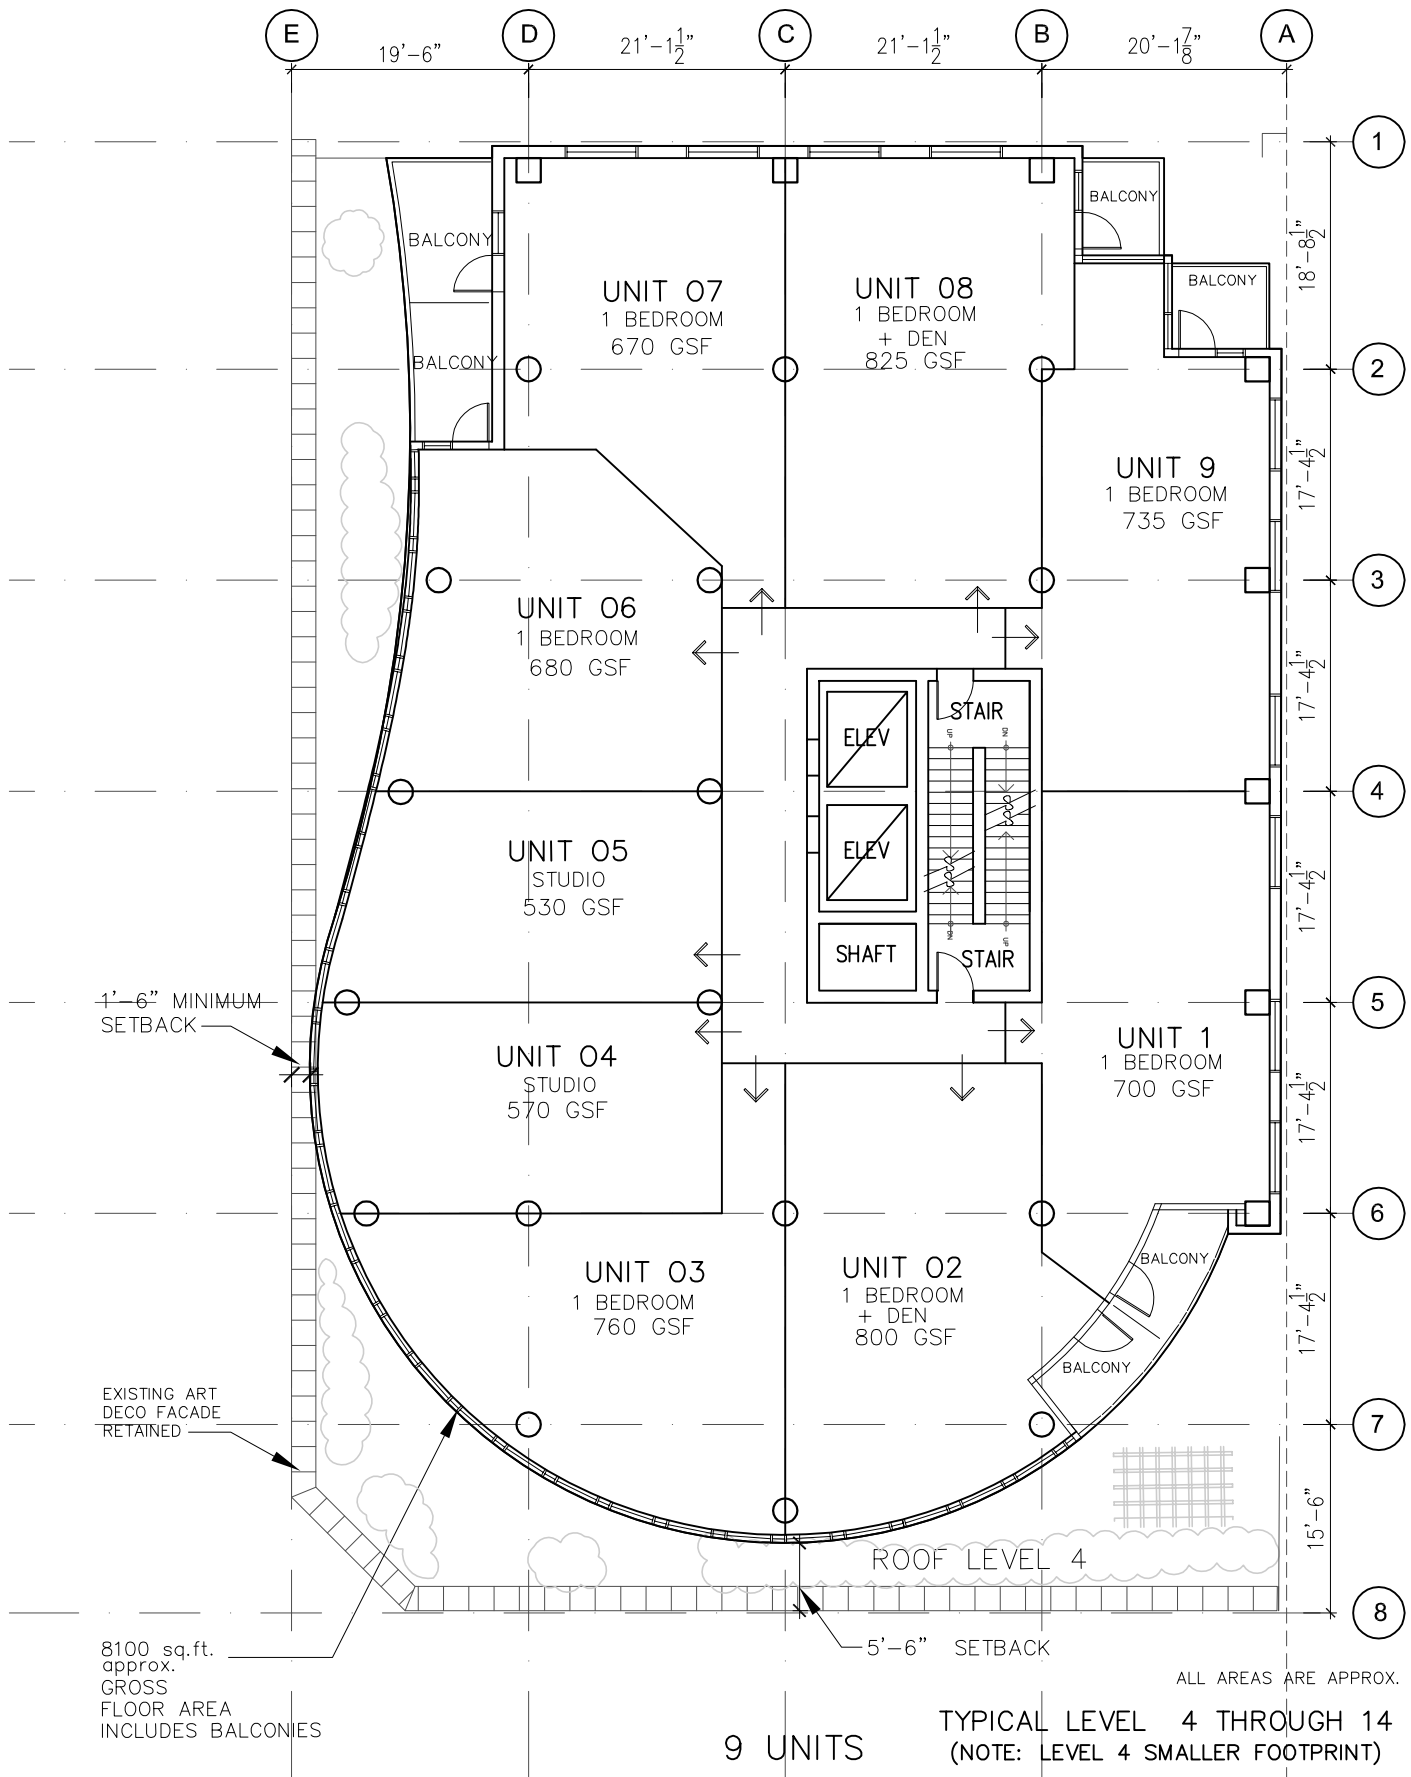 E
D
C
B
A
19'-6"
21'-1 1/2"
21'-1 1/2"
20'-1 7/8"
1
BALCONY
BALCONY
18'-8 1/2"
BALCONY
UNIT 07
1 BEDROOM
670 GSF
UNIT 08
1 BEDROOM
+ DEN
825 GSF
BALCONY
2
UNIT 9
1 BEDROOM
735 GSF
17'-4 1/2"
3
UNIT 06
1 BEDROOM
680 GSF
17'-4 1/2"
STAIR
ELEV
UP
DN
4
UNIT 05
STUDIO
530 GSF
ELEV
17'-4 1/2"
SHAFT
STAIR
DN
UP
1'-6" MINIMUM
SETBACK
5
UNIT 04
STUDIO
570 GSF
UNIT 1
1 BEDROOM
700 GSF
17'-4 1/2"
6
UNIT 03
1 BEDROOM
760 GSF
UNIT 02
1 BEDROOM
+ DEN
800 GSF
BALCONY
BALCONY
17'-4 1/2"
EXISTING ART
DECO FACADE
RETAINED
7
15'-6"
ROOF LEVEL 4
8
8100 sq.ft.
approx.
GROSS
FLOOR AREA
INCLUDES BALCONIES
5'-6" SETBACK
ALL AREAS ARE APPROX.
9 UNITS
TYPICAL LEVEL 4 THROUGH 14
(NOTE: LEVEL 4 SMALLER FOOTPRINT)